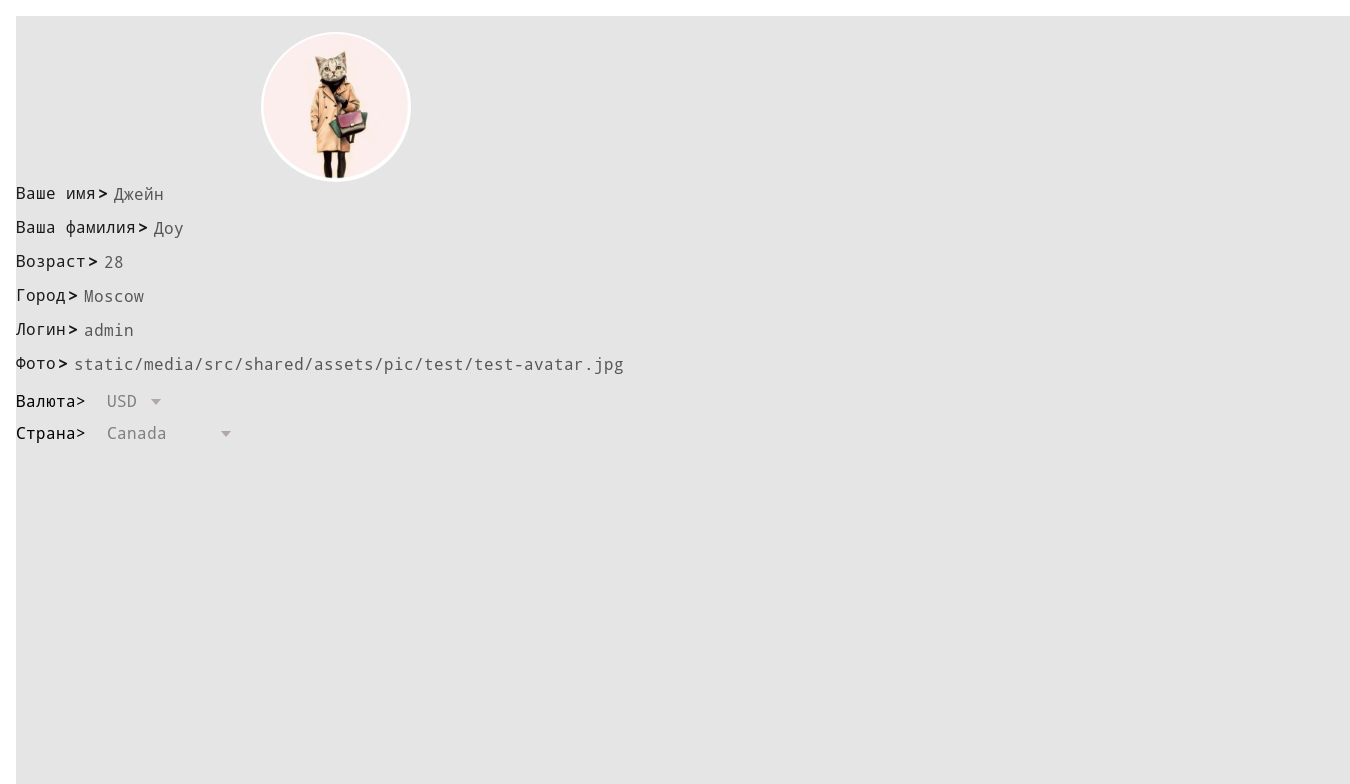 Ваше имя> Джейн
Ваша фамилия> Доу
Возраст> 28
Город> Moscow
Логин> admin
Фото> static/media/src/shared/assets/pic/test/test-avatar.jpg
Валюта> USD
Страна> Canada